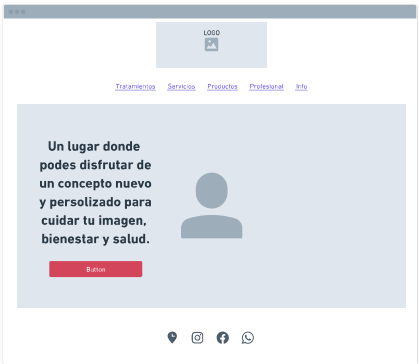 LOGO
Tratamientos Servicios Productos Profesional Info
Un lugar donde
podes disfrutar de
un concepto nuevo
y persolizado para
cuidar tu imagen,
bienestar y salud.
Button